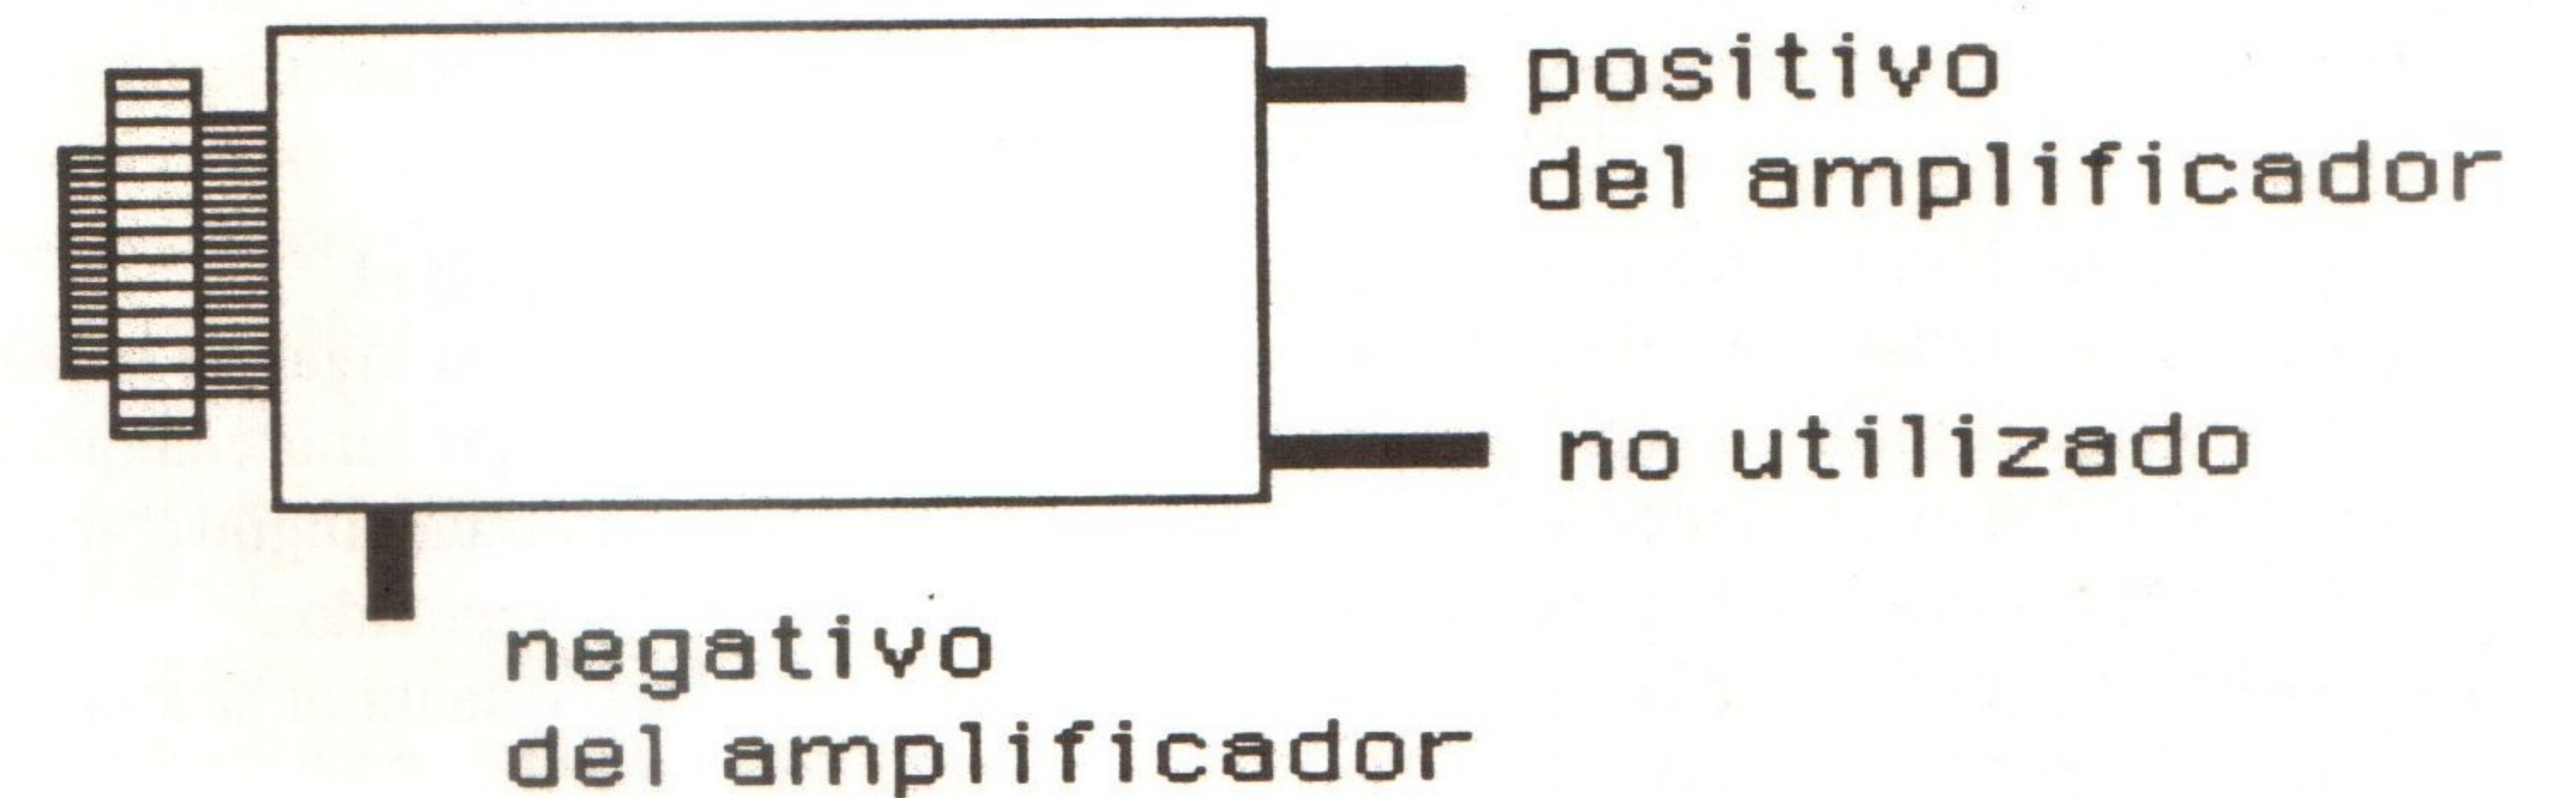 positivo
del amplificador
no utilizado
negativo
del amplificador